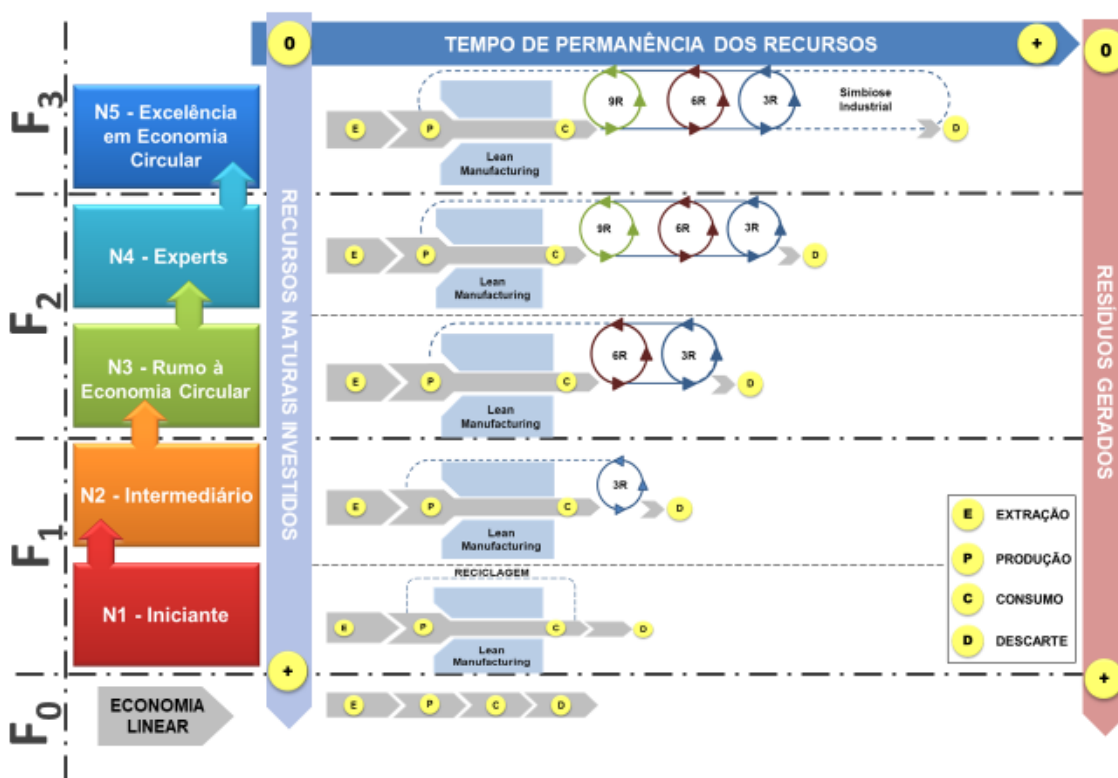 0
TEMPO DE PERMANÊNCIA DOS RECURSOS
+
0
F3
N5 - Excelência
em Economia
Circular
E
P
C
9R
6R
3R
Simbiose
Industrial
D
Lean
Manufacturing
RECURSOS NATURAIS INVESTIDOS
RESÍDUOS GERADOS
F2
N4 - Experts
E
P
C
9R
6R
3R
D
Lean
Manufacturing
N3 - Rumo à
Economia Circular
E
P
C
6R
3R
D
Lean
Manufacturing
F1
N2 - Intermediário
E
P
C
3R
D
Lean
Manufacturing
N1 - Iniciante
RECICLAGEM
E
P
C
D
Lean
Manufacturing
E EXTRAÇÃO
P PRODUÇÃO
C CONSUMO
D DESCARTE
+
+
F0
ECONOMIA
LINEAR
E
P
C
D